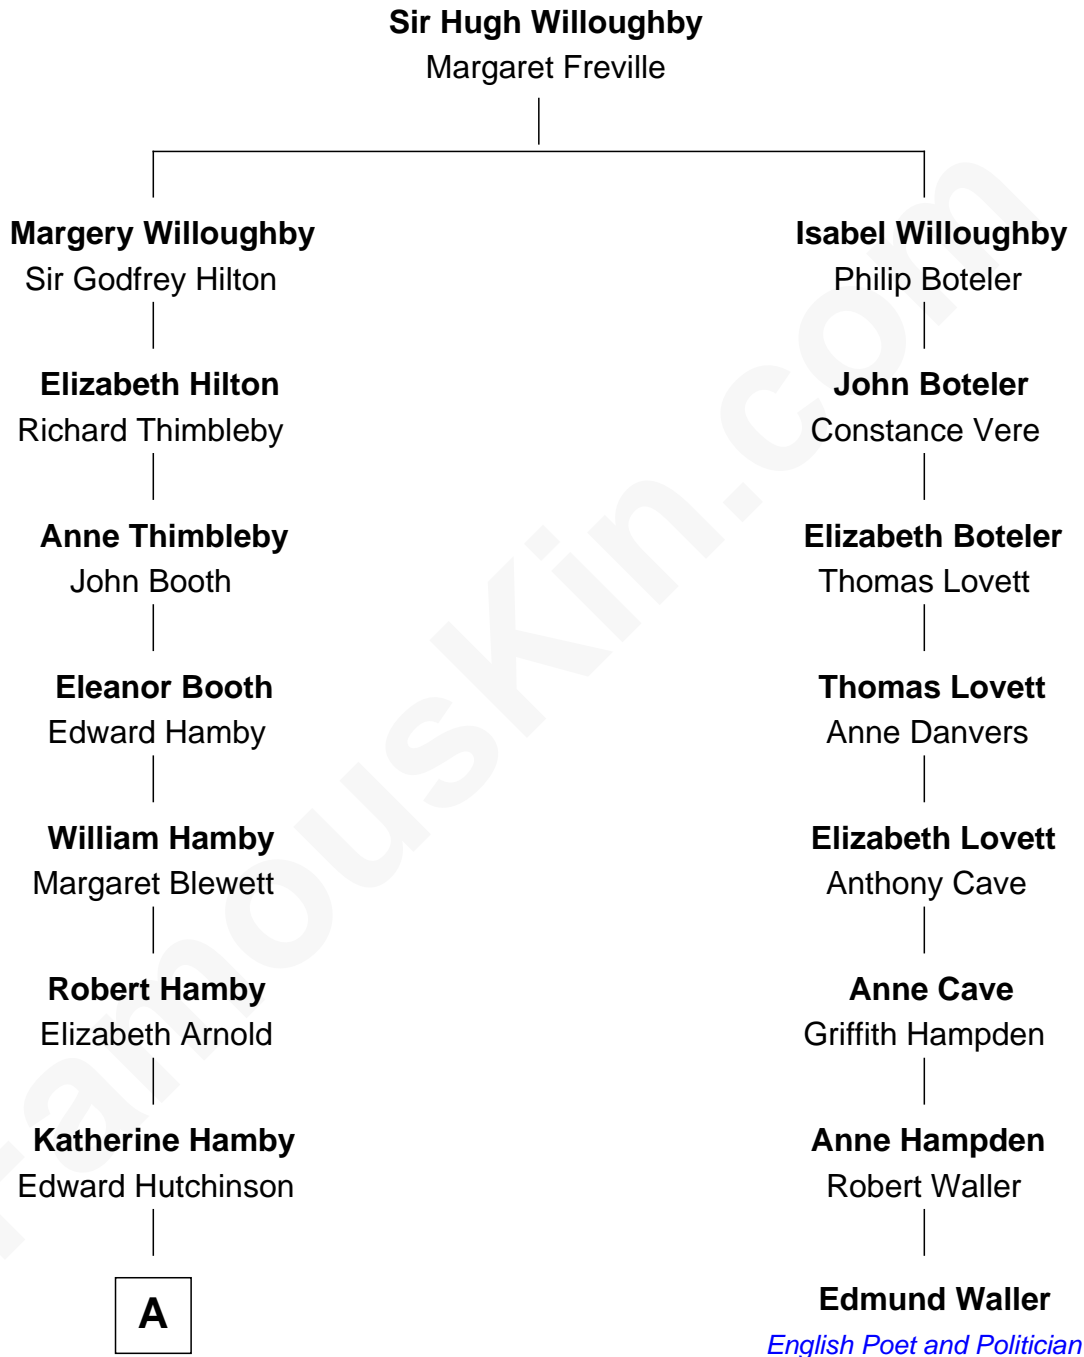 Sir Hugh Willoughby
Margaret Freville
Margery Willoughby
Sir Godfrey Hilton
Isabel Willoughby
Philip Boteler
Elizabeth Hilton
Richard Thimbleby
John Boteler
Constance Vere
Anne Thimbleby
John Booth
Elizabeth Boteler
Thomas Lovett
Eleanor Booth
Edward Hamby
Thomas Lovett
Anne Danvers
William Hamby
Margaret Blewett
Elizabeth Lovett
Anthony Cave
Robert Hamby
Elizabeth Arnold
Anne Cave
Griffith Hampden
Katherine Hamby
Edward Hutchinson
Anne Hampden
Robert Waller
A
Edmund Waller
English Poet and Politician
FamousKin.com